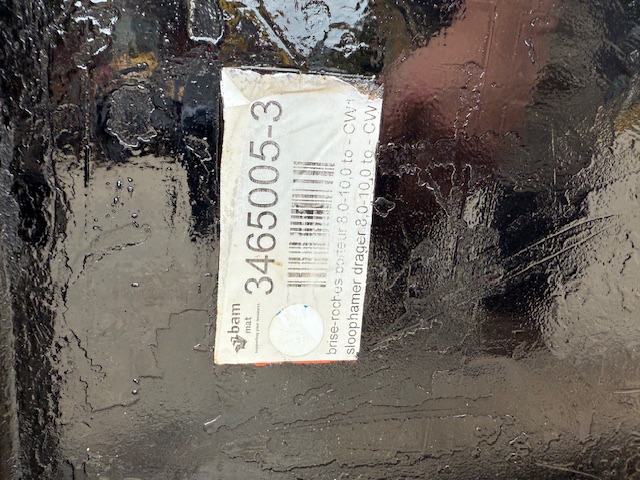 bam
mat
3465005-3
brise-roches porteur 8.0-10,0 to - CW
sloophamer drager 8.0-10,0 to - CW